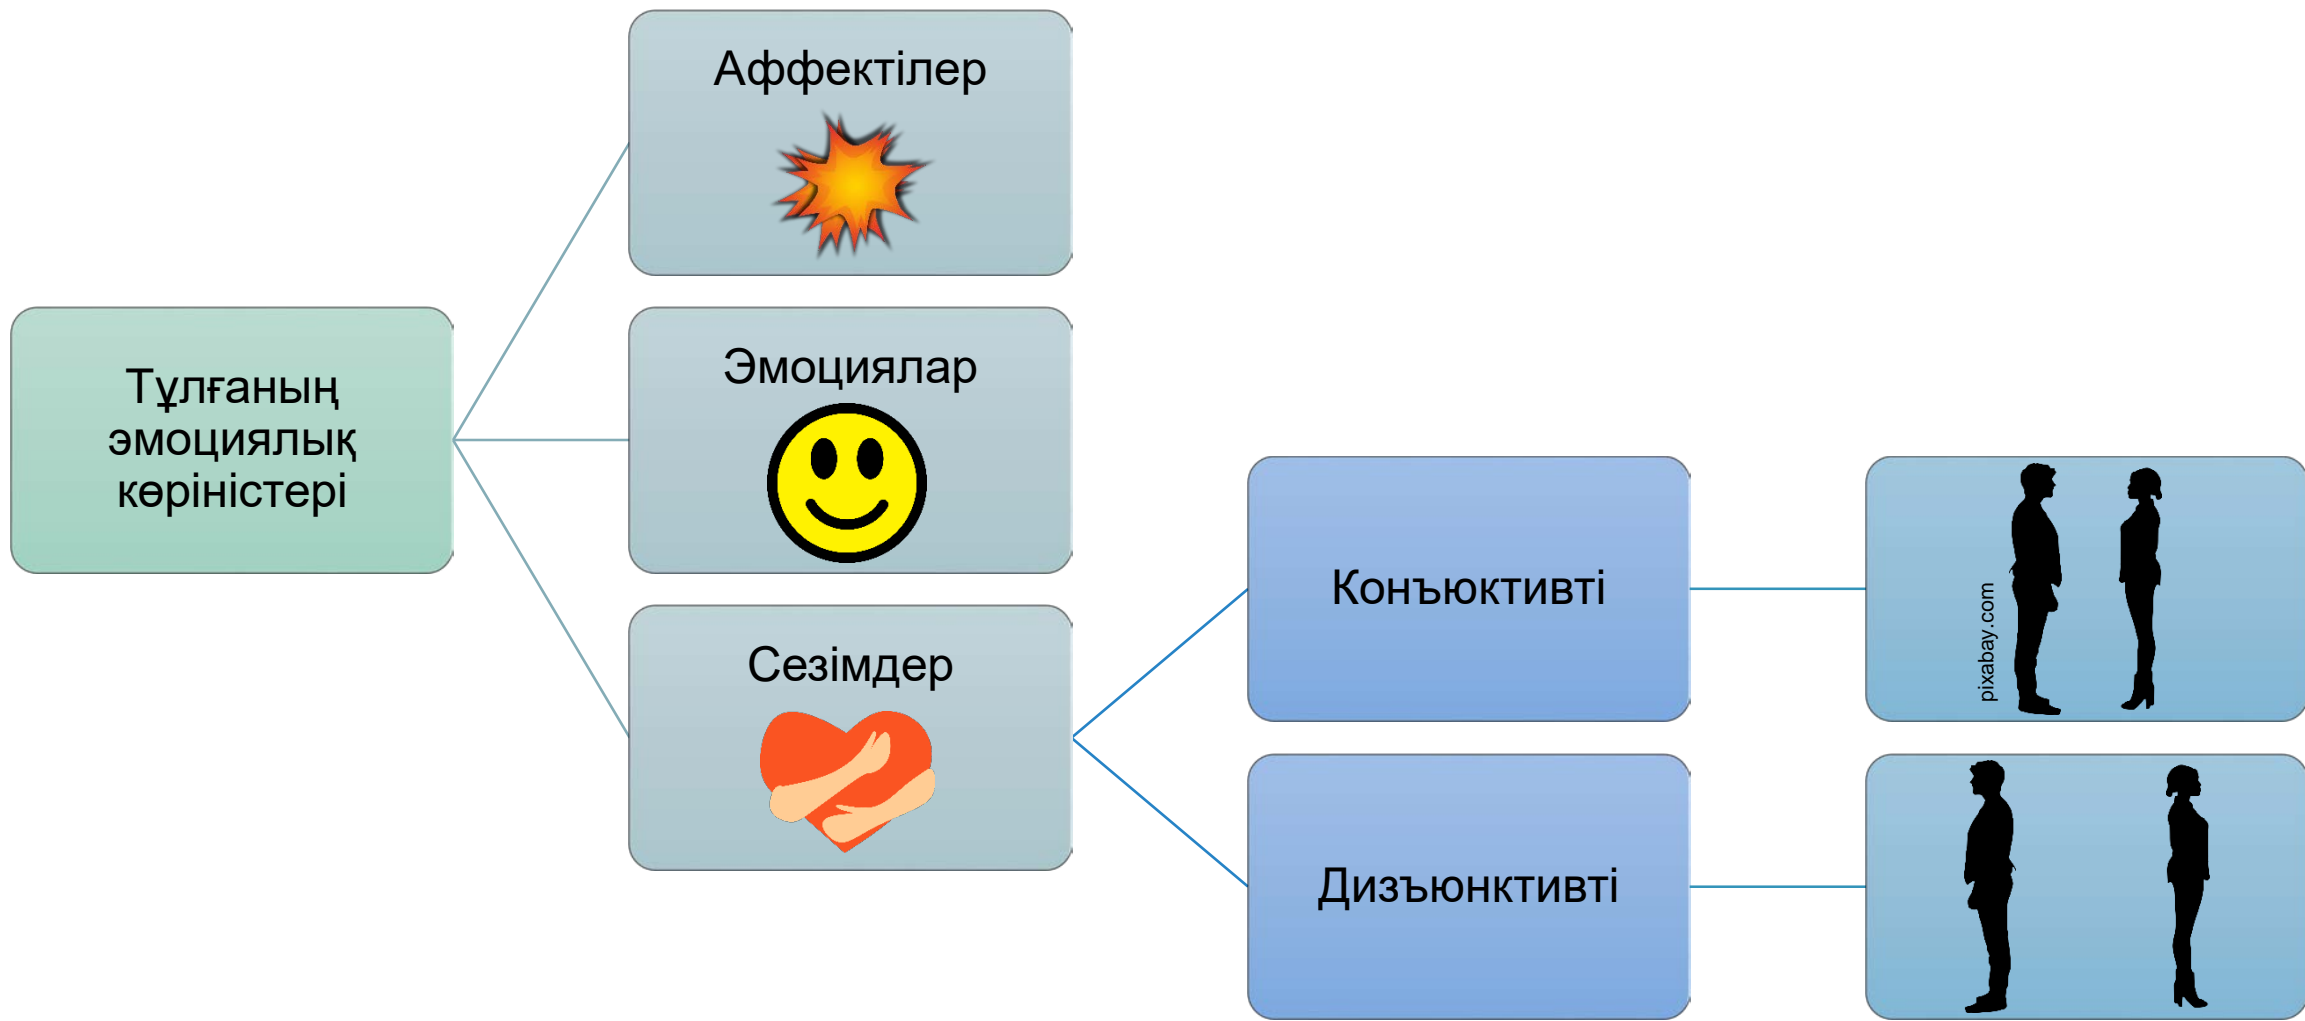 Аффектілер
Тұлғаның
эмоциялық
көріністері
Эмоциялар
Сезімдер
Конъюктивті
pixabay.com
Дизъюнктивті